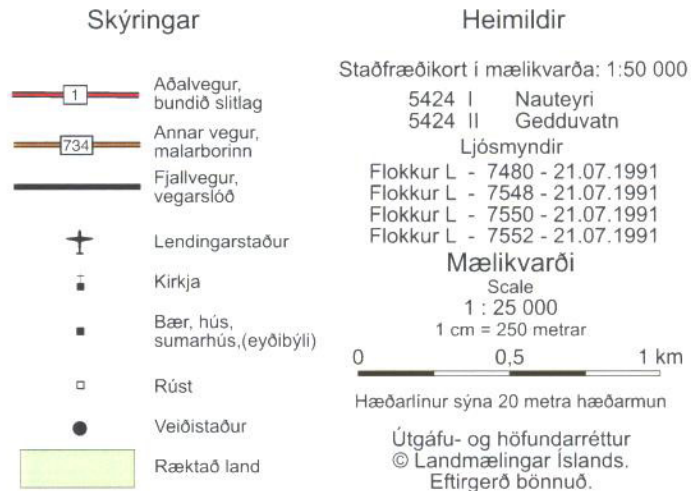 Skýringar
1
Aðalvegur,
bundið slitlag
734
Annar vegur,
malarborinn
Fjallvegur,
vegarslóð
Lendingarstaður
Kirkja
Bær, hús,
sumarhús,(eyðibýli)
Rúst
Veiðistaður
Ræktað land
Heimildir
Staðfræðikort í mælikvarða: 1:50 000
5424 I Nauteyri
5424 II Gedduvatn
Ljósmyndir
Flokkur L - 7480 - 21.07.1991
Flokkur L - 7548 - 21.07.1991
Flokkur L - 7550 - 21.07.1991
Flokkur L - 7552 - 21.07.1991
Mælikvarði
Scale
1 : 25 000
1 cm = 250 metrar
0 0,5 1 km
Hæðarlínur sýna 20 metra hæðarmun
Útgáfu- og höfundarréttur
© Landmælingar Íslands.
Eftirgerð bönnuð.